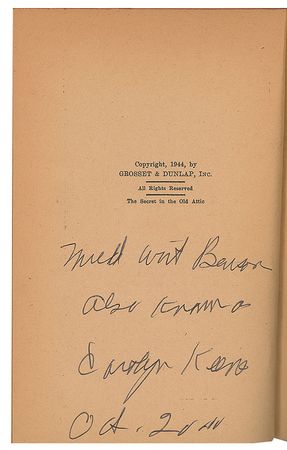 Copyright, 1944, by
GROSSET & DUNLAP, INC.
All Rights Reserved
The Secret in the Old Attic
Mildred Wirt Benson
also known as
Carolyn Keene
Oct.